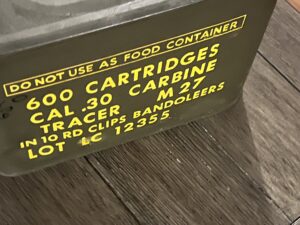 DO NOT USE AS FOOD CONTAINER
600 CARTRIDGES
CAL .30 CARBINE
TRACER M 27
IN 10 RD CLIPS BANDOLEERS
LOT LC 12355